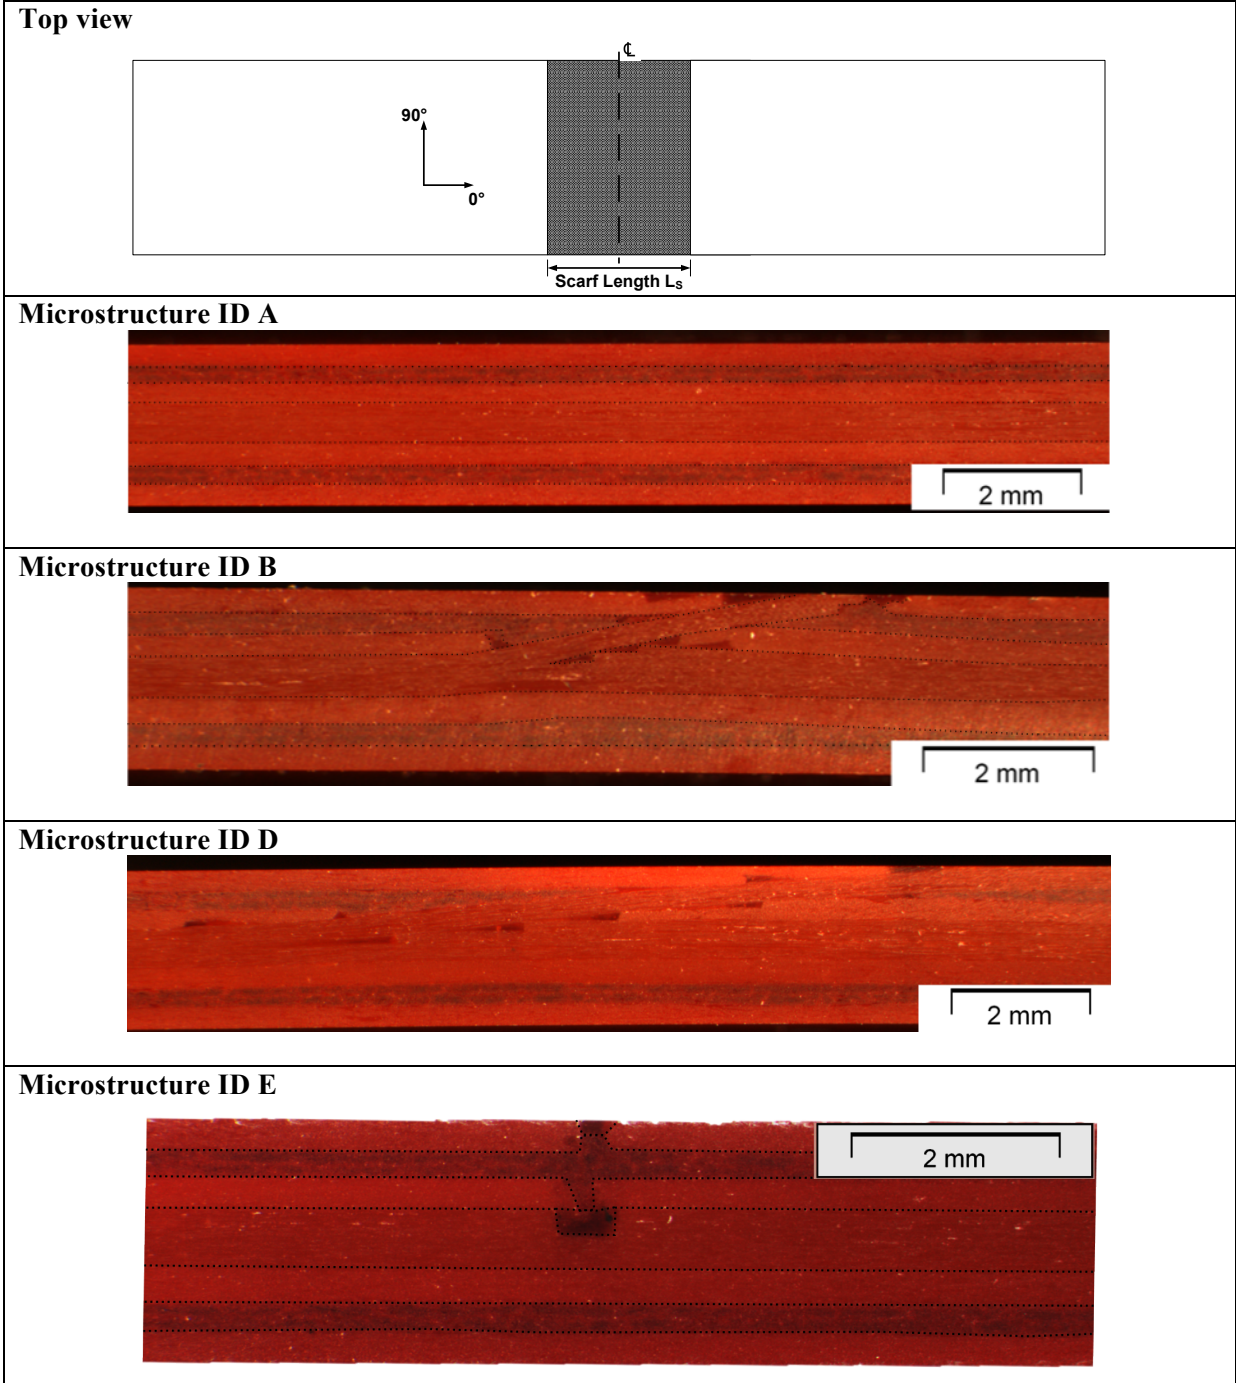 Top view
℄
90°
0°
Scarf Length Ls
Microstructure ID A
2 mm
Microstructure ID B
2 mm
Microstructure ID D
2 mm
Microstructure ID E
2 mm